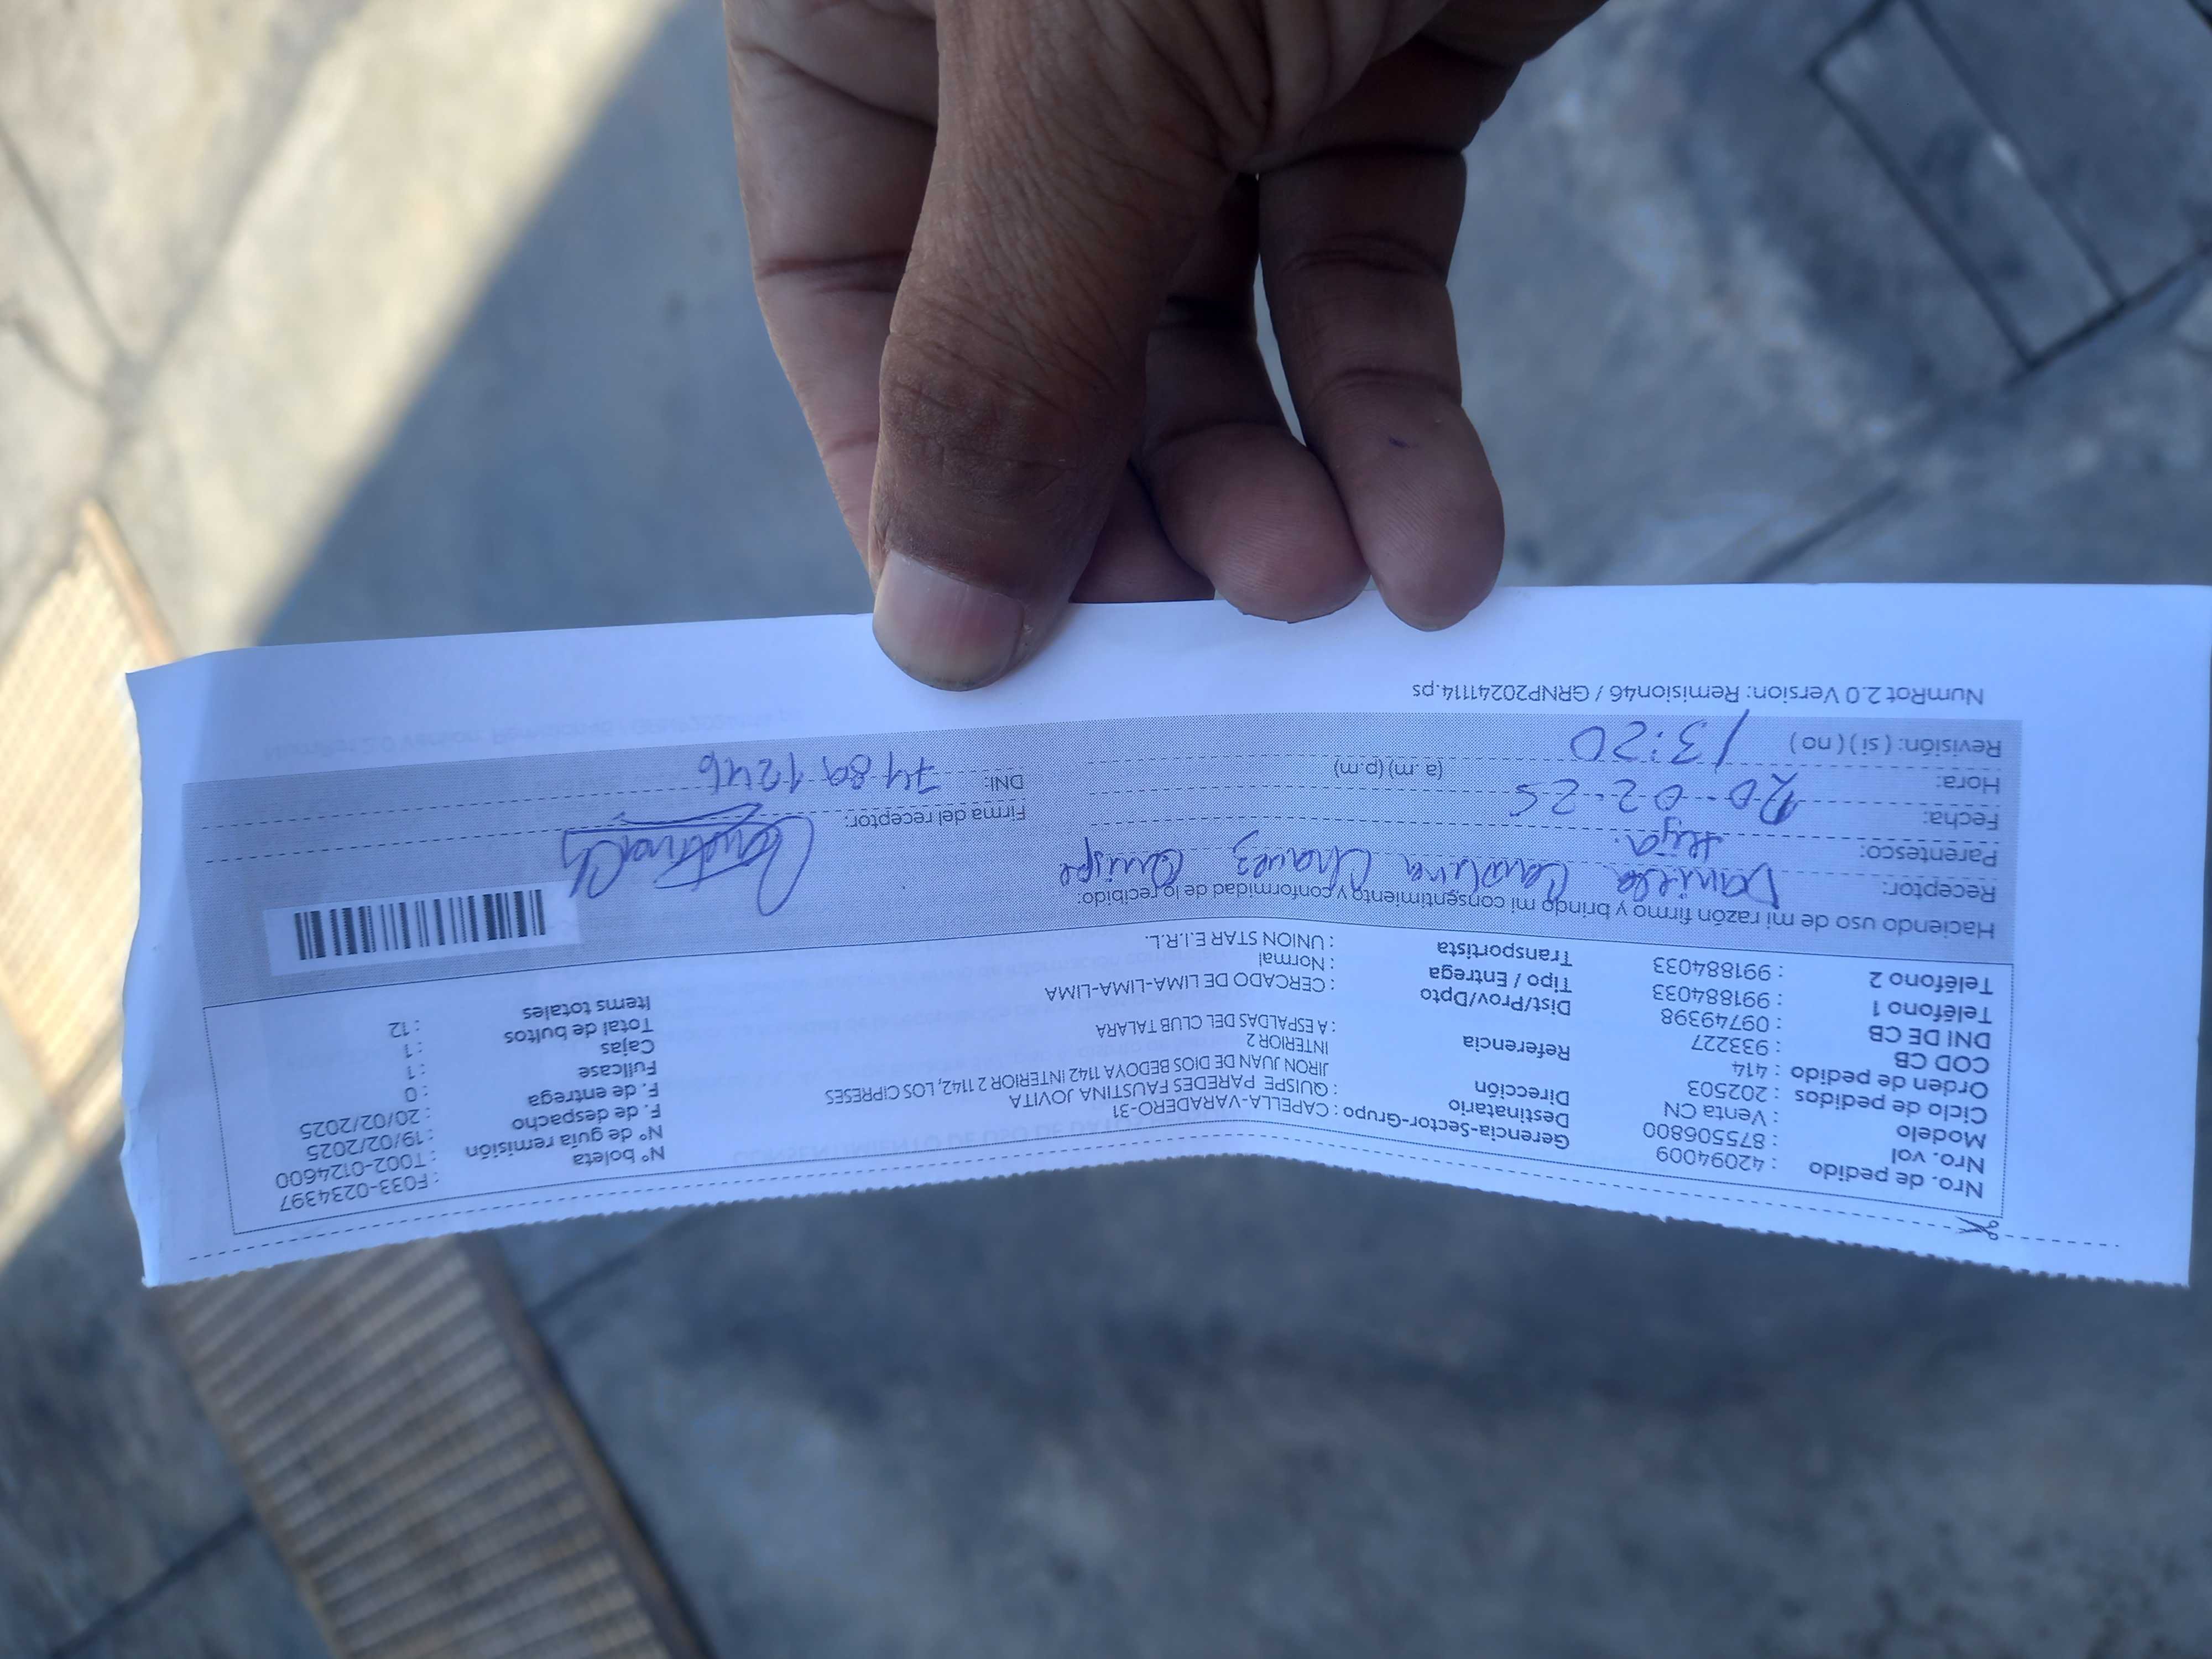 Nro. de pedido : 42094009
Nro. vol : 875506800
Modelo : Venta CN
Ciclo de pedidos : 202503
Orden de pedido : 414
COD CB : 933227
DNI DE CB : 09749398
Teléfono 1 : 991884033
Teléfono 2 : 991884033
Gerencia-Sector-Grupo : CAPELLA-VARADERO-31
Destinatario : QUISPE PAREDES FAUSTINA JOVITA
Dirección JIRON JUAN DE DIOS BEDOYA 1142 INTERIOR 2 1142, LOS CIPRESES
INTERIOR 2
Referencia : A ESPALDAS DEL CLUB TALARA
Dist/Prov/Dpto : CERCADO DE LIMA-LIMA-LIMA
Tipo / Entrega : Normal
Transportista : UNION STAR E.I.R.L.
N° boleta : F033-0234397
N° de guía remisión : T002-0124600
F. de despacho : 19/02/2025
F. de entrega : 20/02/2025
Fullcase : 0
Cajas : 1
Total de bultos : 1
Items totales : 12
Haciendo uso de mi razón firmo y brindo mi consentimiento y conformidad de lo recibido:
Receptor: Daniela Carolina Chavez Quispe
Parentesco: Hija.
Fecha: 20-02-25
Hora: 13:20 (a.m) (p.m)
Revisión: ( si ) ( no )
Firma del receptor:
DNI: 74891246
NumRot 2.0 Version: Remision46 / GRNP20241114.ps